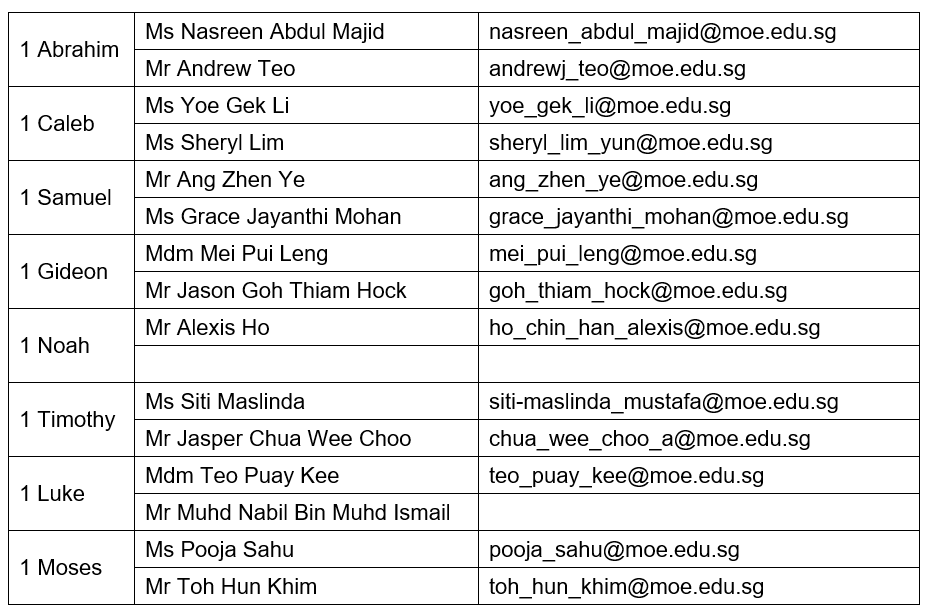 1 Abrahim
Ms Nasreen Abdul Majid nasreen_abdul_majid@moe.edu.sg
Mr Andrew Teo andrewj_teo@moe.edu.sg
1 Caleb
Ms Yoe Gek Li yoe_gek_li@moe.edu.sg
Ms Sheryl Lim sheryl_lim_yun@moe.edu.sg
1 Samuel
Mr Ang Zhen Ye ang_zhen_ye@moe.edu.sg
Ms Grace Jayanthi Mohan grace_jayanthi_mohan@moe.edu.sg
1 Gideon
Mdm Mei Pui Leng mei_pui_leng@moe.edu.sg
Mr Jason Goh Thiam Hock goh_thiam_hock@moe.edu.sg
1 Noah
Mr Alexis Ho ho_chin_han_alexis@moe.edu.sg
1 Timothy
Ms Siti Maslinda siti-maslinda_mustafa@moe.edu.sg
Mr Jasper Chua Wee Choo chua_wee_choo_a@moe.edu.sg
1 Luke
Mdm Teo Puay Kee teo_puay_kee@moe.edu.sg
Mr Muhd Nabil Bin Muhd Ismail
1 Moses
Ms Pooja Sahu pooja_sahu@moe.edu.sg
Mr Toh Hun Khim toh_hun_khim@moe.edu.sg